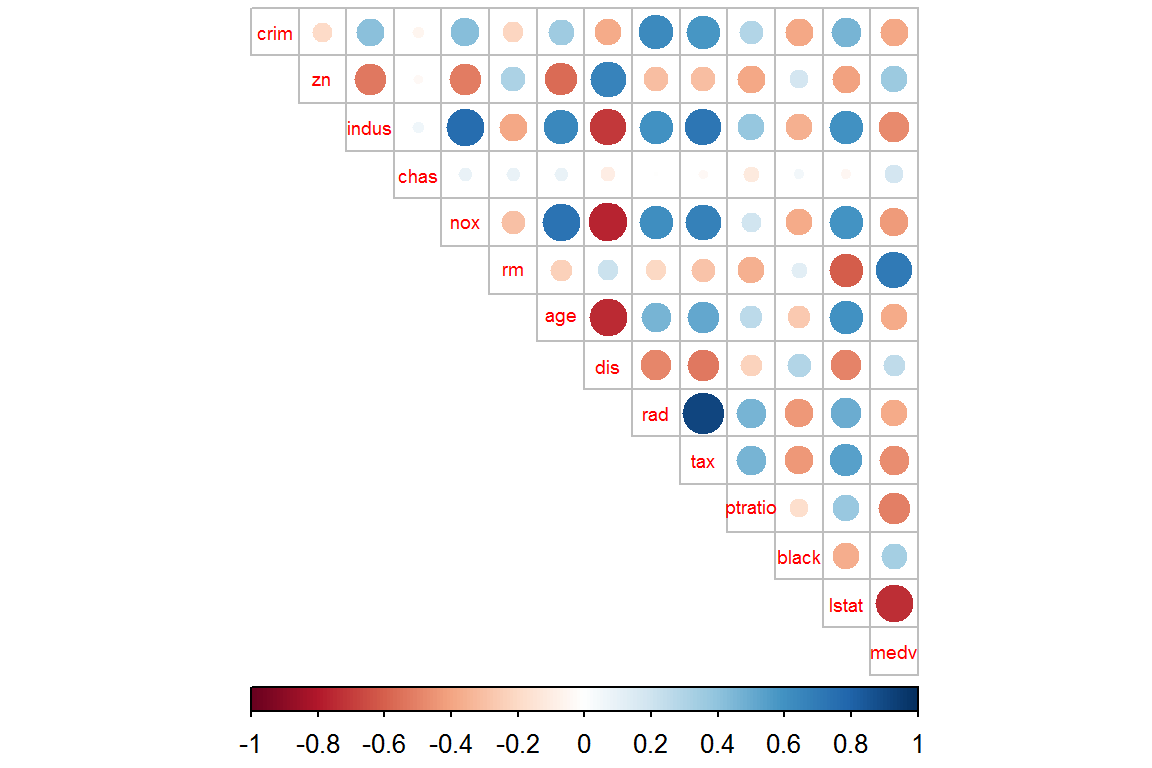 crim
zn
indus
chas
nox
rm
age
dis
rad
tax
ptratio
black
lstat
medv
-1 -0.8 -0.6 -0.4 -0.2 0 0.2 0.4 0.6 0.8 1